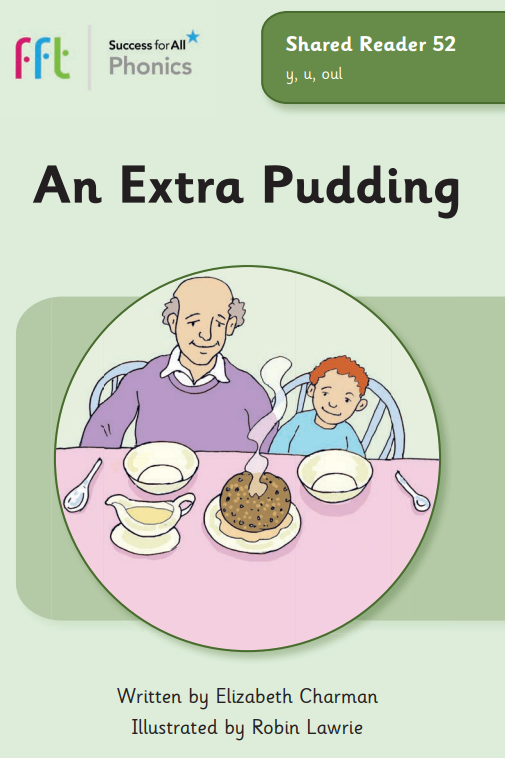 fft
Success for All
Phonics
Shared Reader 52
y, u, oul
An Extra Pudding
Written by Elizabeth Charman
Illustrated by Robin Lawrie